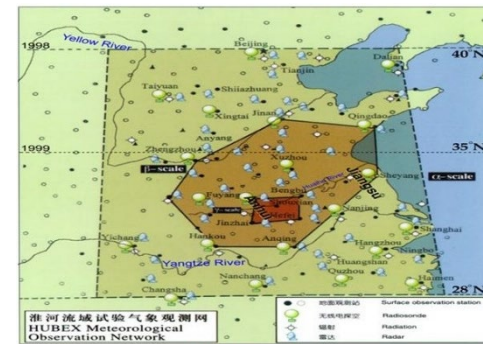 1998
Yellow River
Beijing
Dalian
40°N
Tianjin
Taiyuan
Shijiazhuang
Xingtai
Jinan
Qingdao
Anyang
1999
35°N
Zhengzhou
β-scale
Xuzhou
Jiangsu
Sheyang
α-scale
Fuyang
Bengbu
Anhui
Nanjing
Jinzhai
Hefei
Shanghai
Yichang
Hankou
Anqing
Hangzhou
Ningbo
Yangtze River
Huangshan
Changsha
Nanchang
Quzhou
28°N
淮河流域试验气象观测网
HUBEX Meteorological
Observation Network
地面观测站 Surface observation station
无线电探空 Radiosonde
辐射 Radiation
雷达 Radar